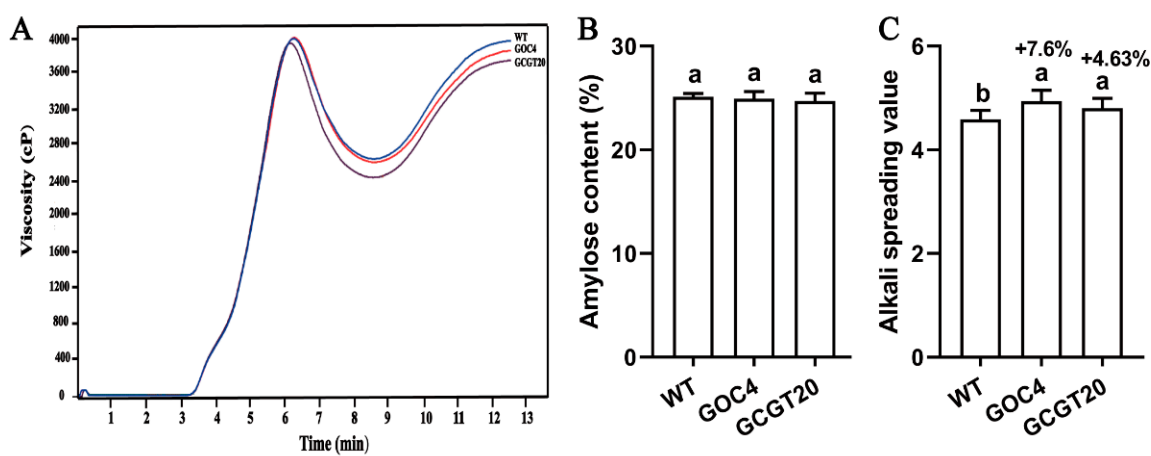 A
Viscosity (cP)
4000
3600
3200
2800
2400
2000
1600
1200
800
400
0
WT
GOC4
GCGT20
1 2 3 4 5 6 7 8 9 10 11 12 13
Time (min)
B
Amylose content (%)
30
20
10
0
a a a
WT GOC4 GCGT20
C
Alkali spreading value
6
4
2
0
+7.6% +4.63%
b a a
WT GOC4 GCGT20